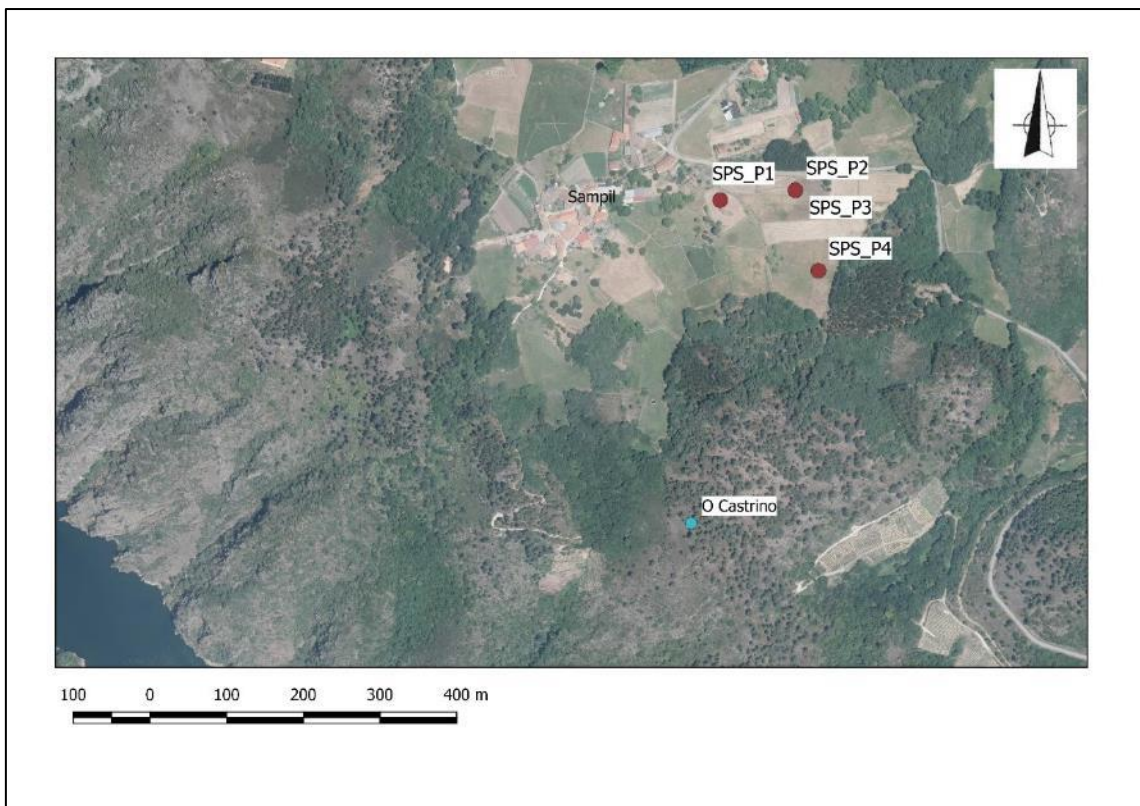 SPS_P1
SPS_P2
Sampil
SPS_P3
SPS_P4
O Castrino
100 0 100 200 300 400 m